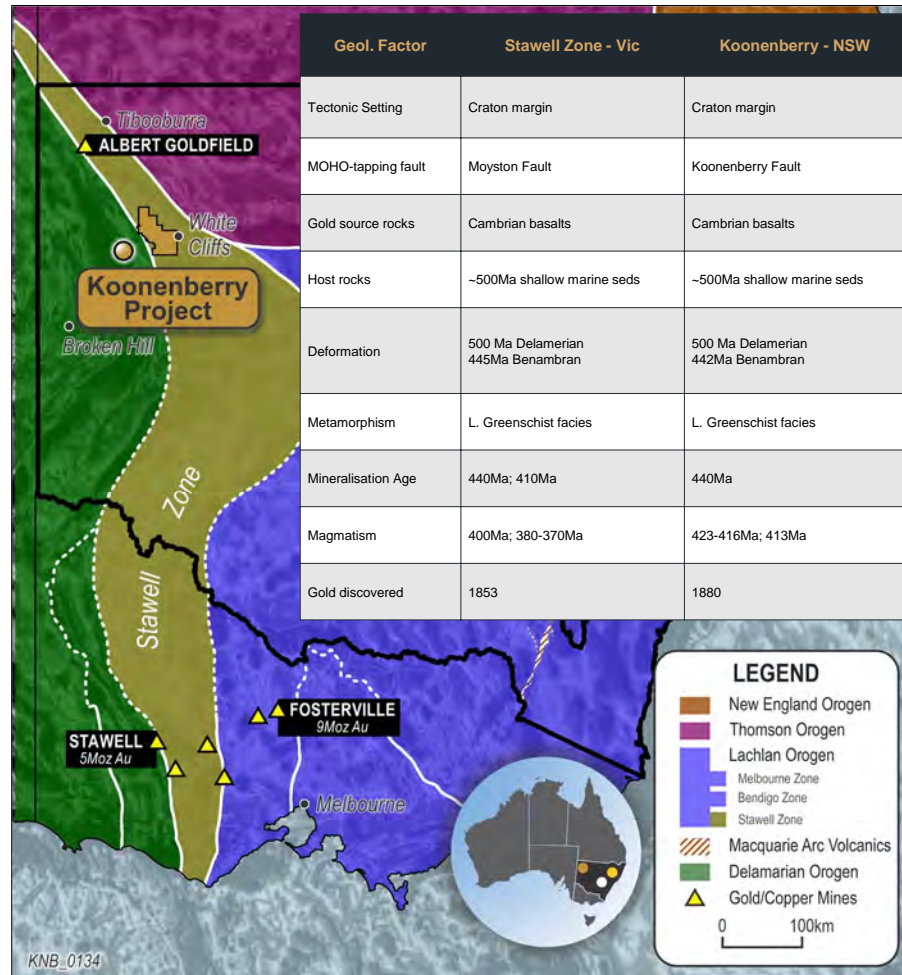 Geol. Factor Stawell Zone - Vic Koonenberry - NSW
Tectonic Setting Craton margin Craton margin
MOHO-tapping fault Moyston Fault Koonenberry Fault
Gold source rocks Cambrian basalts Cambrian basalts
Host rocks ~500Ma shallow marine seds ~500Ma shallow marine seds
Deformation 500 Ma Delamerian 500 Ma Delamerian
445Ma Benambran 442Ma Benambran
Metamorphism L. Greenschist facies L. Greenschist facies
Mineralisation Age 440Ma; 410Ma 440Ma
Magmatism 400Ma; 380-370Ma 423-416Ma; 413Ma
Gold discovered 1853 1880
Tibooburra
ALBERT GOLDFIELD
White
Cliffs
Koonenberry
Project
Broken Hill
Stawell Zone
FOSTERVILLE
9Moz Au
STAWELL
5Moz Au
Melbourne
LEGEND
New England Orogen
Thomson Orogen
Lachlan Orogen
Melbourne Zone
Bendigo Zone
Stawell Zone
Macquarie Arc Volcanics
Delamarian Orogen
Gold/Copper Mines
0 100km
KNB_0134